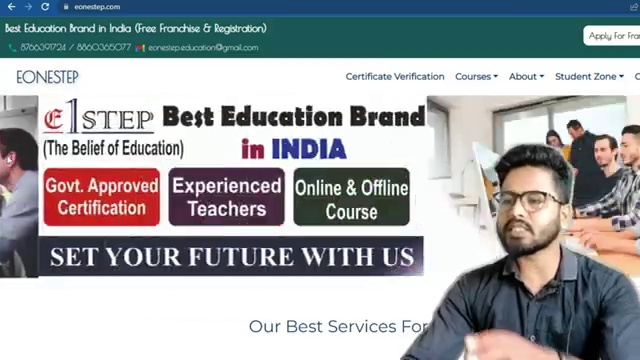 eonestep.com
Best Education Brand in India (Free Franchise & Registration)
8766391724 / 8860365077 eonestep.education@gmail.com
Apply For Fran
EONESTEP
Certificate Verification Courses About Student Zone C
e1STEP Best Education Brand
(The Belief of Education) in INDIA
Govt. Approved Certification
Experienced Teachers
Online & Offline Course
SET YOUR FUTURE WITH US
Our Best Services For